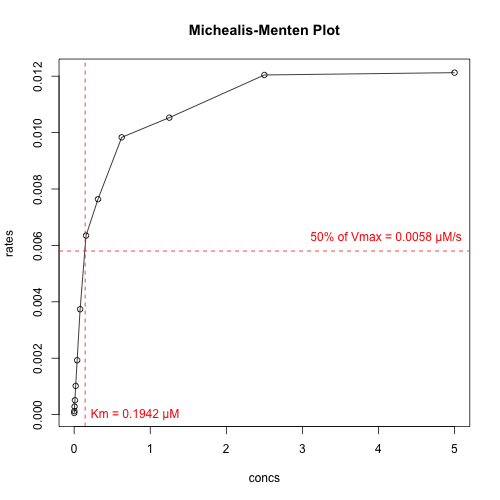 Michealis-Menten Plot
rates
0.012
0.010
0.008
0.006
0.004
0.002
0.000
50% of Vmax = 0.0058 µM/s
Km = 0.1942 µM
0 1 2 3 4 5
concs